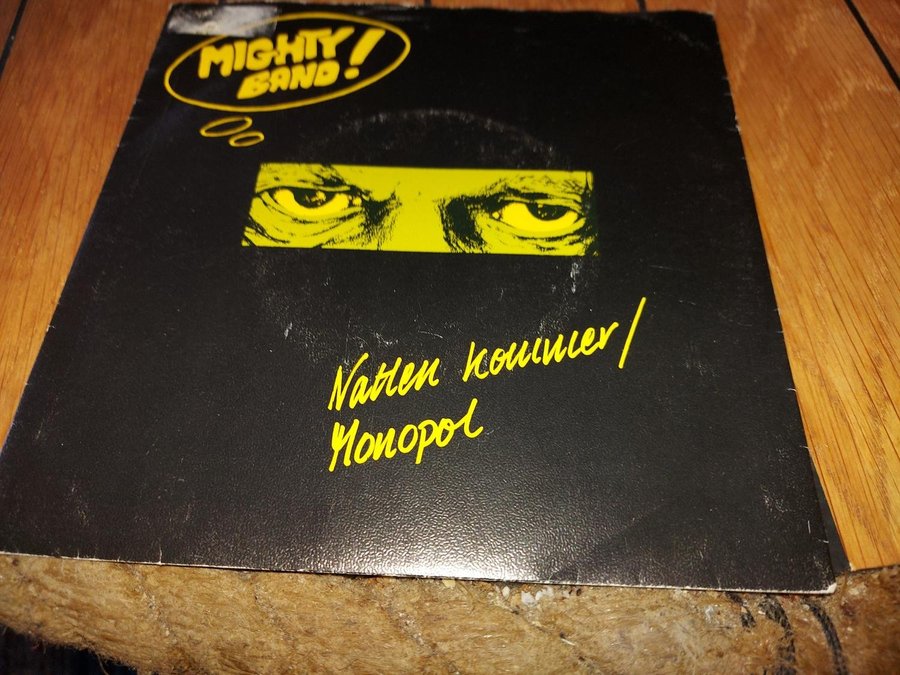 MIGHTY
BAND!
Natten kommer/
Monopol